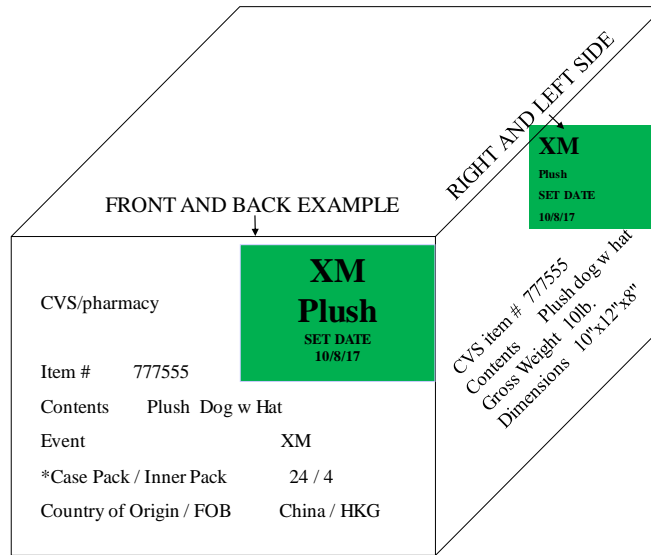 RIGHT AND LEFT SIDE
XM
Plush
SET DATE
10/8/17
FRONT AND BACK EXAMPLE
XM
Plush
SET DATE
10/8/17
CVS/pharmacy
Item # 777555
Contents Plush Dog w Hat
Event XM
*Case Pack / Inner Pack 24 / 4
Country of Origin / FOB China / HKG
CVS item # 777555
Contents Plush dog w hat
Gross Weight 10lb.
Dimensions 10"x12"x8"